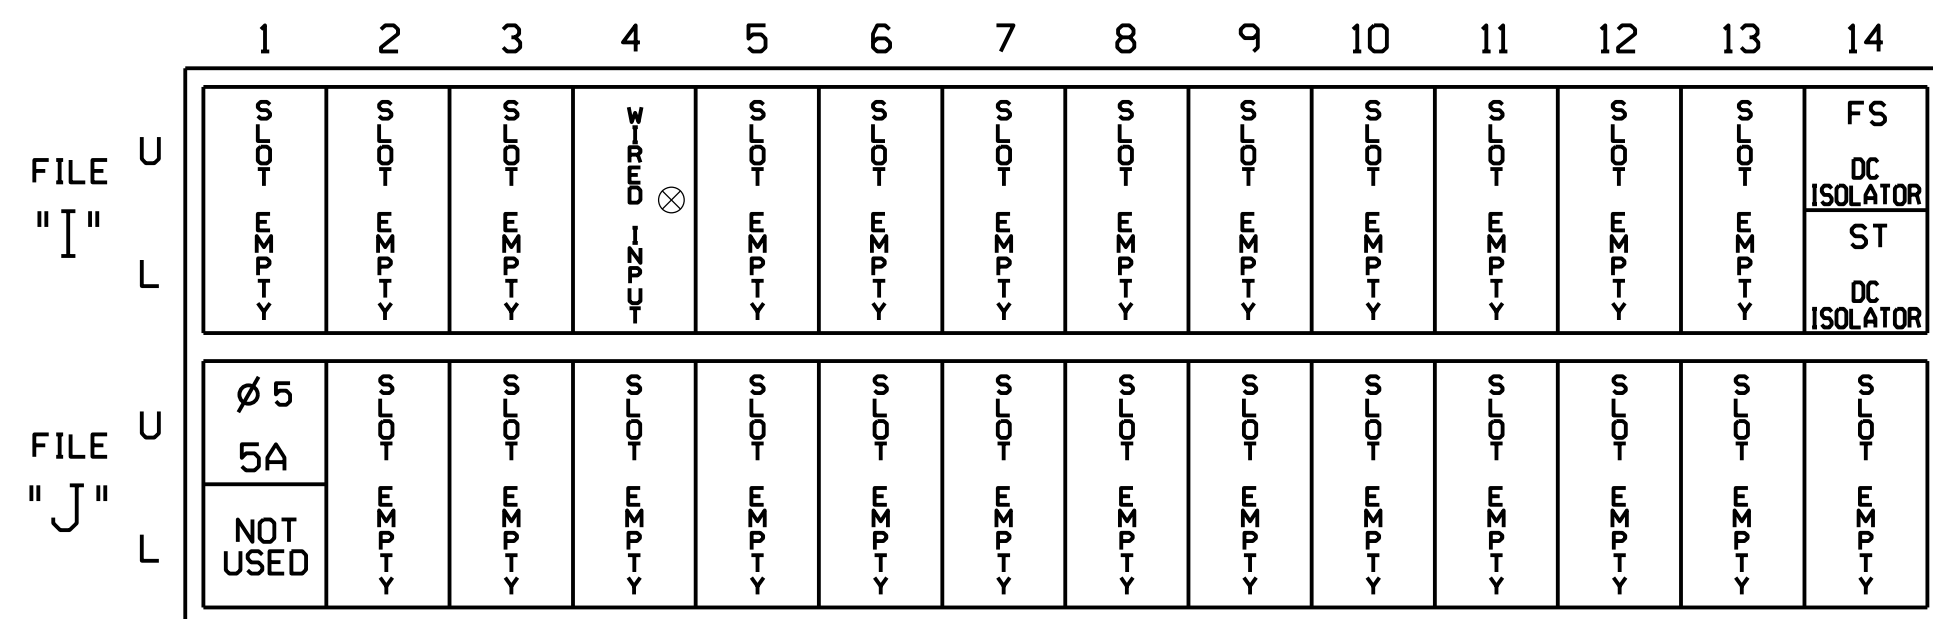 1 2 3 4 5 6 7 8 9 10 11 12 13 14
FILE
"I"
U
L
SLOT EMPTY
SLOT EMPTY
SLOT EMPTY
WIRED INPUT
SLOT EMPTY
SLOT EMPTY
SLOT EMPTY
SLOT EMPTY
SLOT EMPTY
SLOT EMPTY
SLOT EMPTY
SLOT EMPTY
SLOT EMPTY
FS
DC
ISOLATOR
ST
DC
ISOLATOR
FILE
"J"
U
L
Ø 5
5A
NOT
USED
SLOT EMPTY
SLOT EMPTY
SLOT EMPTY
SLOT EMPTY
SLOT EMPTY
SLOT EMPTY
SLOT EMPTY
SLOT EMPTY
SLOT EMPTY
SLOT EMPTY
SLOT EMPTY
SLOT EMPTY
SLOT EMPTY